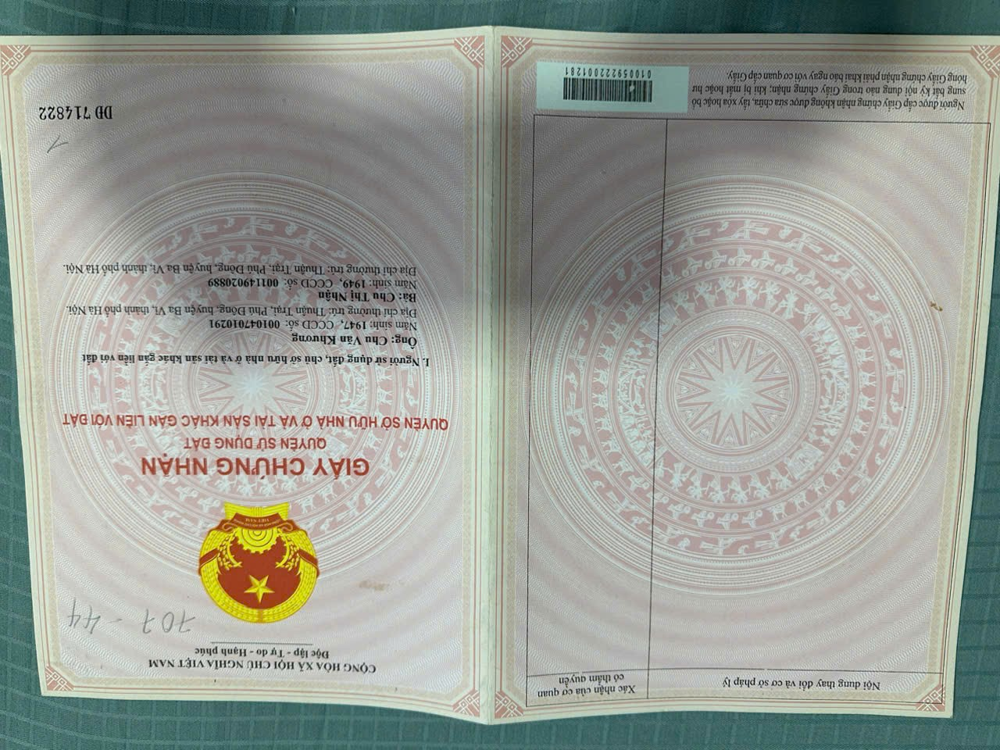 CỘNG HÒA XÃ HỘI CHỦ NGHĨA VIỆT NAM
Độc lập - Tự do - Hạnh phúc
707 - 44
GIẤY CHỨNG NHẬN
QUYỀN SỬ DỤNG ĐẤT
QUYỀN SỞ HỮU NHÀ Ở VÀ TÀI SẢN KHÁC GẮN LIỀN VỚI ĐẤT
I. Người sử dụng đất, chủ sở hữu nhà ở và tài sản khác gắn liền với đất
Ông: Chu Văn Khương
Năm sinh: 1947, CCCD số: 001047010291
Địa chỉ thường trú: Thuận Trại, Phú Đông, huyện Ba Vì, thành phố Hà Nội.
Bà: Chu Thị Nhận
Năm sinh: 1949, CCCD số: 001149020889
Địa chỉ thường trú: Thuận Trại, Phú Đông, huyện Ba Vì, thành phố Hà Nội.
1
DD 714822
Nội dung thay đổi và cơ sở pháp lý
Xác nhận của cơ quan
có thẩm quyền
Người được cấp Giấy chứng nhận không được sửa chữa, tẩy xóa hoặc bổ
sung bất kỳ nội dung nào trong Giấy chứng nhận; khi bị mất hoặc hư
hỏng Giấy chứng nhận phải khai báo ngay với cơ quan cấp Giấy.
010059222001281